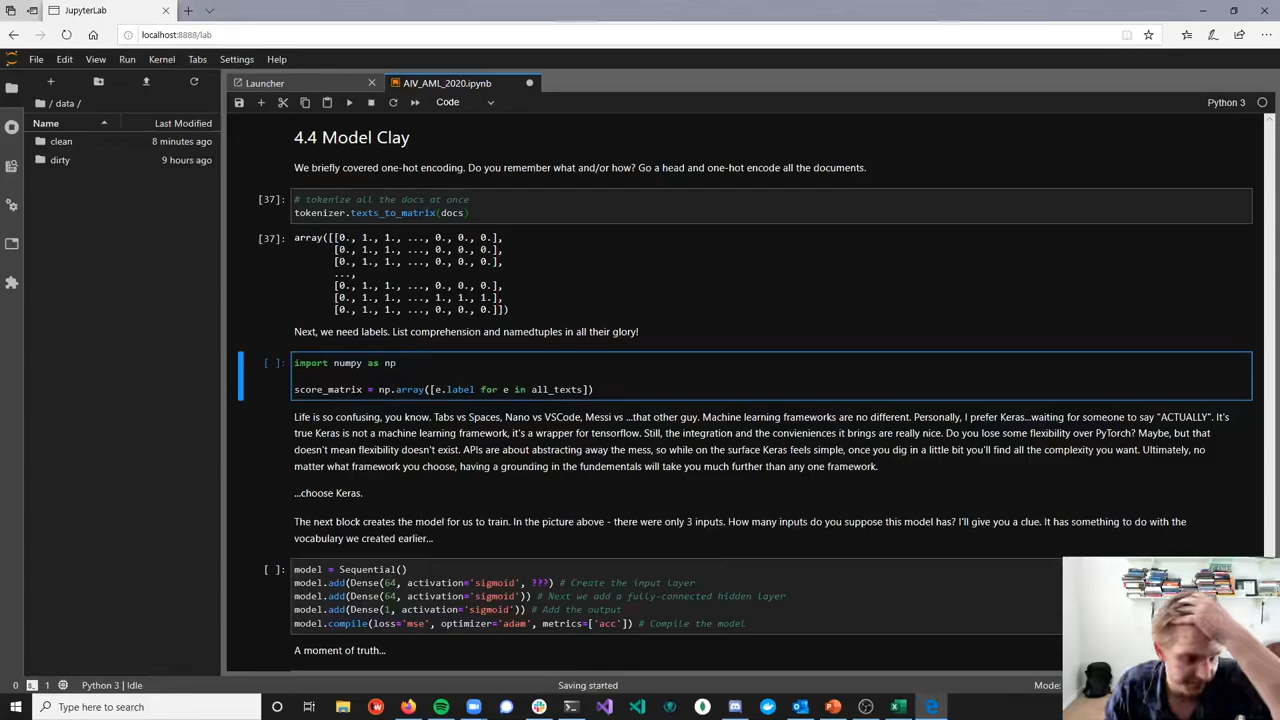 JupyterLab
localhost:8888/lab
File Edit View Run Kernel Tabs Settings Help
Launcher
AIV_AML_2020.ipynb
Code
Python 3
/ data /
Name Last Modified
clean 8 minutes ago
dirty 9 hours ago
4.4 Model Clay
We briefly covered one-hot encoding. Do you remember what and/or how? Go a head and one-hot encode all the documents.
[37]: # tokenize all the docs at once
tokenizer.texts_to_matrix(docs)
[37]: array([[0., 1., 1., ..., 0., 0., 0.],
[0., 1., 1., ..., 0., 0., 0.],
[0., 1., 1., ..., 0., 0., 0.],
...,
[0., 1., 1., ..., 0., 0., 0.],
[0., 1., 1., ..., 1., 1., 1.],
[0., 1., 1., ..., 0., 0., 0.]])
Next, we need labels. List comprehension and namedtuples in all their glory!
[ ]: import numpy as np
score_matrix = np.array([e.label for e in all_texts])
Life is so confusing, you know. Tabs vs Spaces, Nano vs VSCode, Messi vs ...that other guy. Machine learning frameworks are no different. Personally, I prefer Keras...waiting for someone to say "ACTUALLY". It's
true Keras is not a machine learning framework, it's a wrapper for tensorflow. Still, the integration and the convieniences it brings are really nice. Do you lose some flexibility over PyTorch? Maybe, but that
doesn't mean flexibility doesn't exist. APIs are about abstracting away the mess, so while on the surface Keras feels simple, once you dig in a little bit you'll find all the complexity you want. Ultimately, no
matter what framework you choose, having a grounding in the fundementals will take you much further than any one framework.
...choose Keras.
The next block creates the model for us to train. In the picture above - there were only 3 inputs. How many inputs do you suppose this model has? I'll give you a clue. It has something to do with the
vocabulary we created earlier...
[ ]: model = Sequential()
model.add(Dense(64, activation='sigmoid', ???) # Create the input layer
model.add(Dense(64, activation='sigmoid')) # Next we add a fully-connected hidden layer
model.add(Dense(1, activation='sigmoid')) # Add the output
model.compile(loss='mse', optimizer='adam', metrics=['acc']) # Compile the model
A moment of truth...
0 1 Python 3 | Idle
Saving started
Mode:
Type here to search